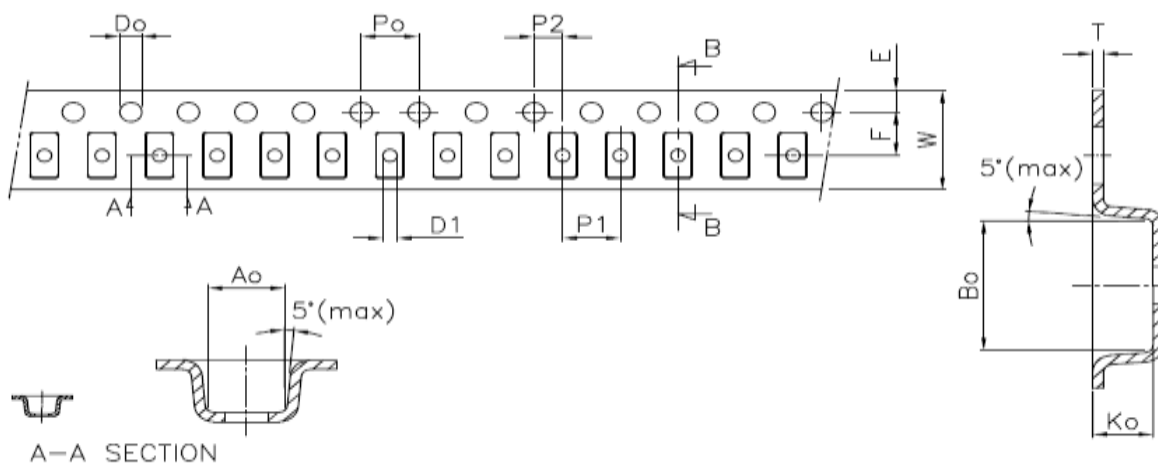 Do
Po
P2
B
T
E
F
W
5°(max)
A
A
D1
P1
B
Bo
Ao
5°(max)
Ko
A-A SECTION